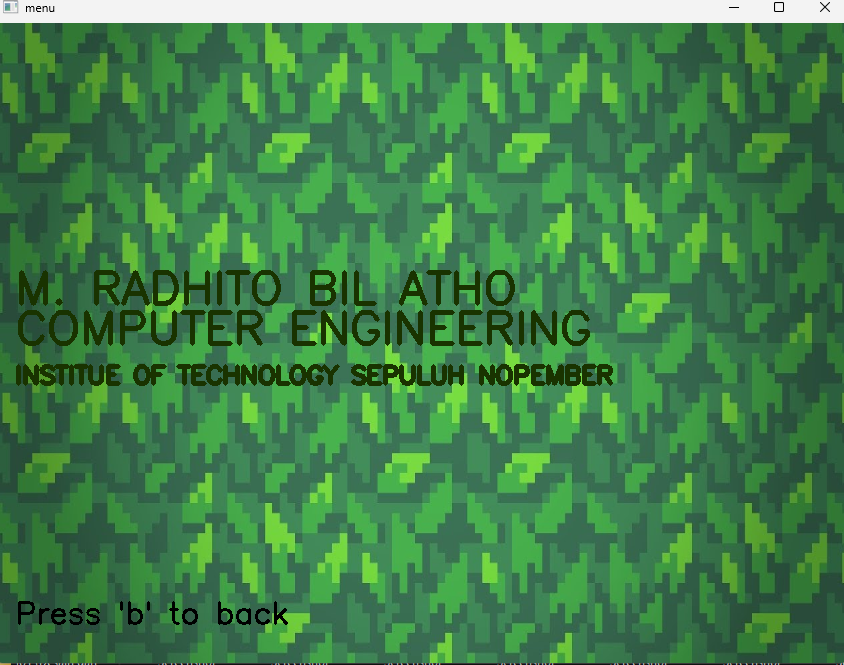 menu
M. RADHITO BIL ATHO
COMPUTER ENGINEERING
INSTITUE OF TECHNOLOGY SEPULUH NOPEMBER
Press 'b' to back